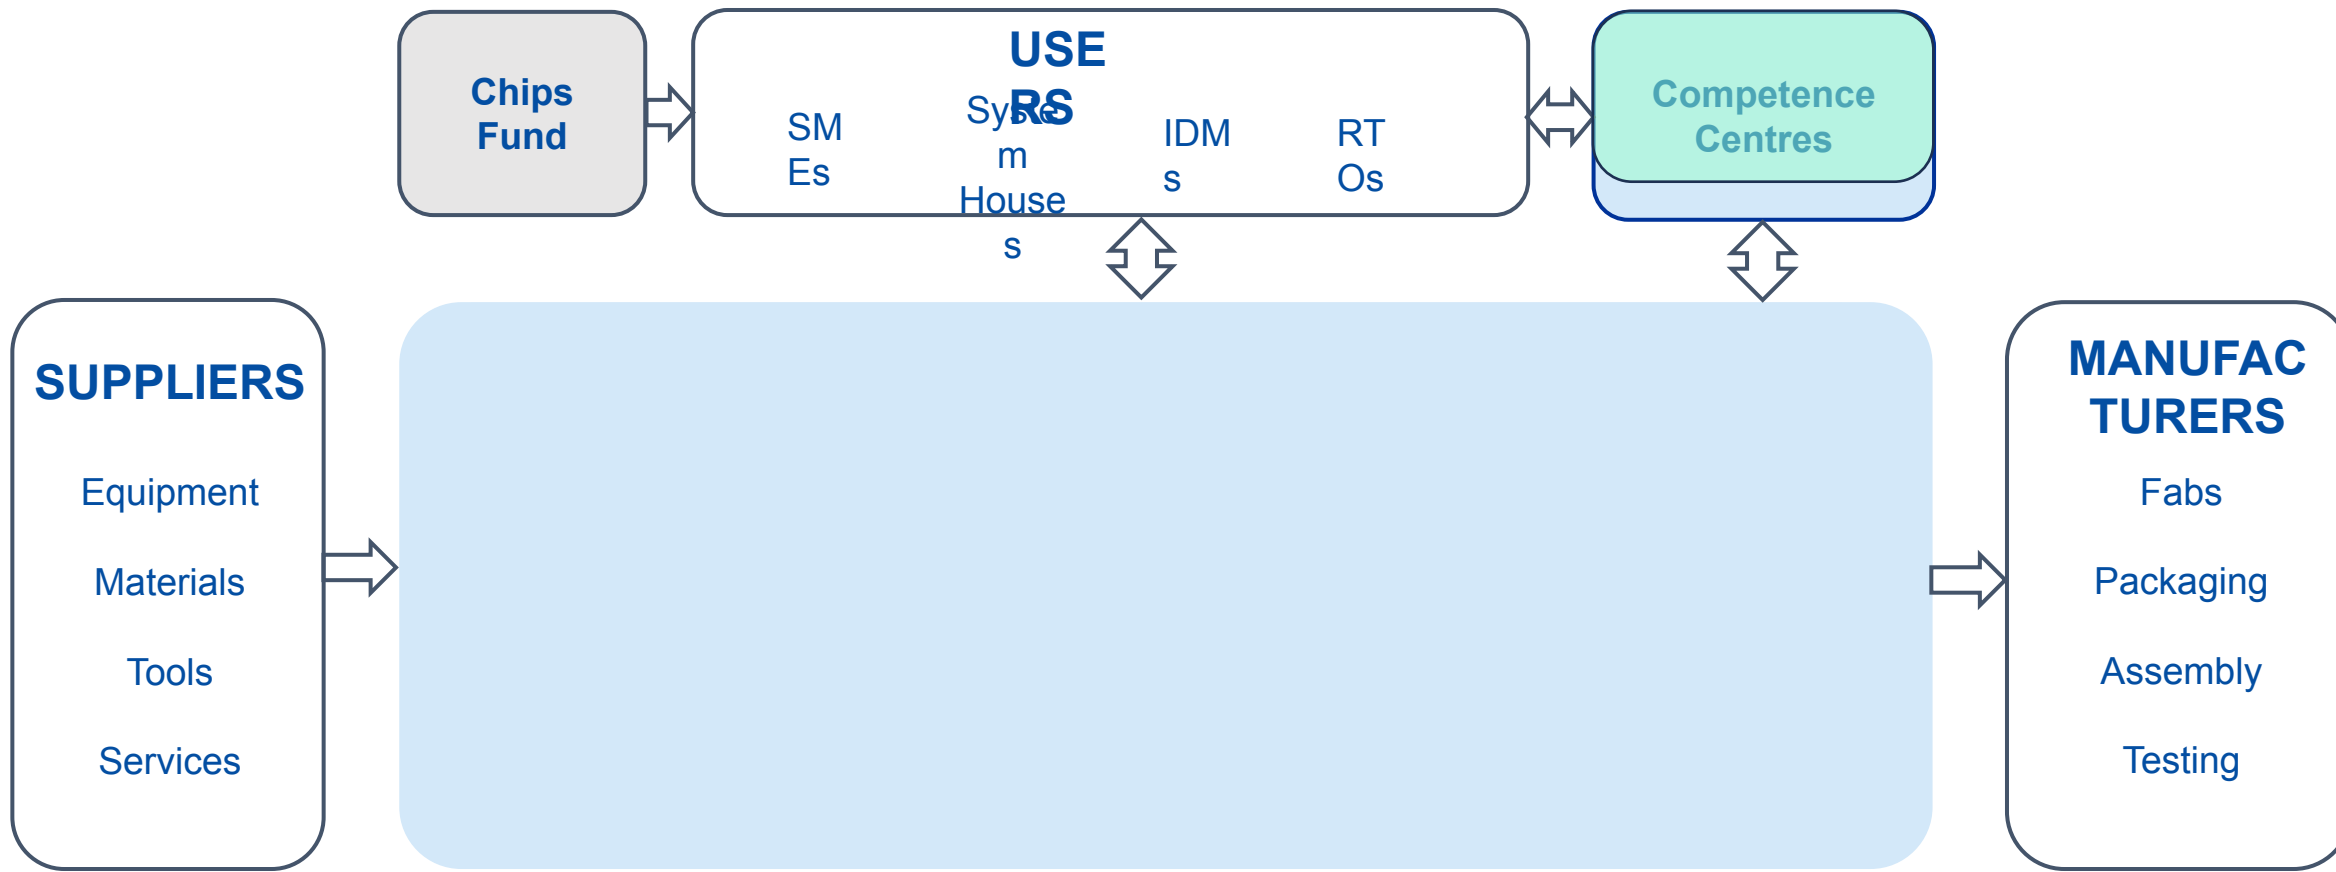 Chips
Fund
USE
RS
SM
Es
Syste
m
House
s
IDM
s
RT
Os
Competence
Centres
SUPPLIERS
Equipment
Materials
Tools
Services
MANUFAC
TURERS
Fabs
Packaging
Assembly
Testing